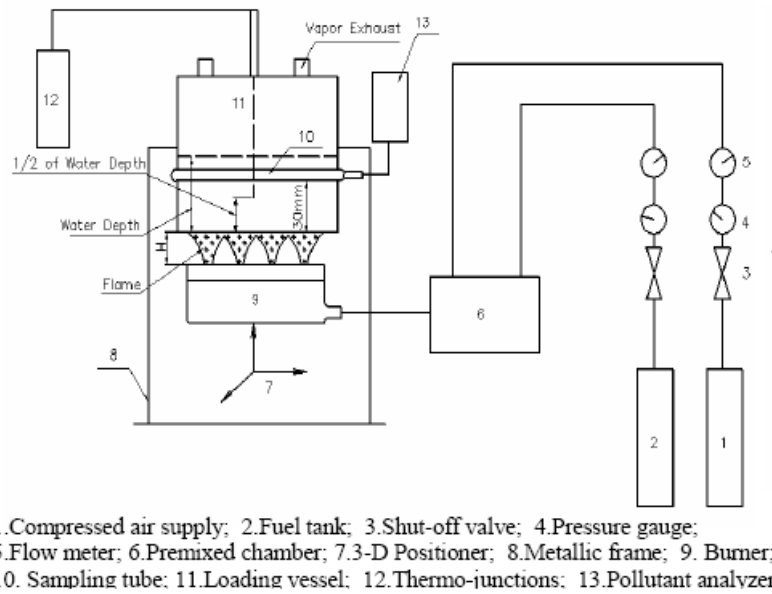 Vapor Exhaust
13
12
11
10
1/2 of Water Depth
30mm
Water Depth
H
Flame
9
8
7
6
5
4
3
2
1
.Compressed air supply; 2.Fuel tank; 3.Shut-off valve; 4.Pressure gauge;
5.Flow meter; 6.Premixed chamber; 7.3-D Positioner; 8.Metallic frame; 9. Burner;
10. Sampling tube; 11.Loading vessel; 12.Thermo-junctions; 13.Pollutant analyzer